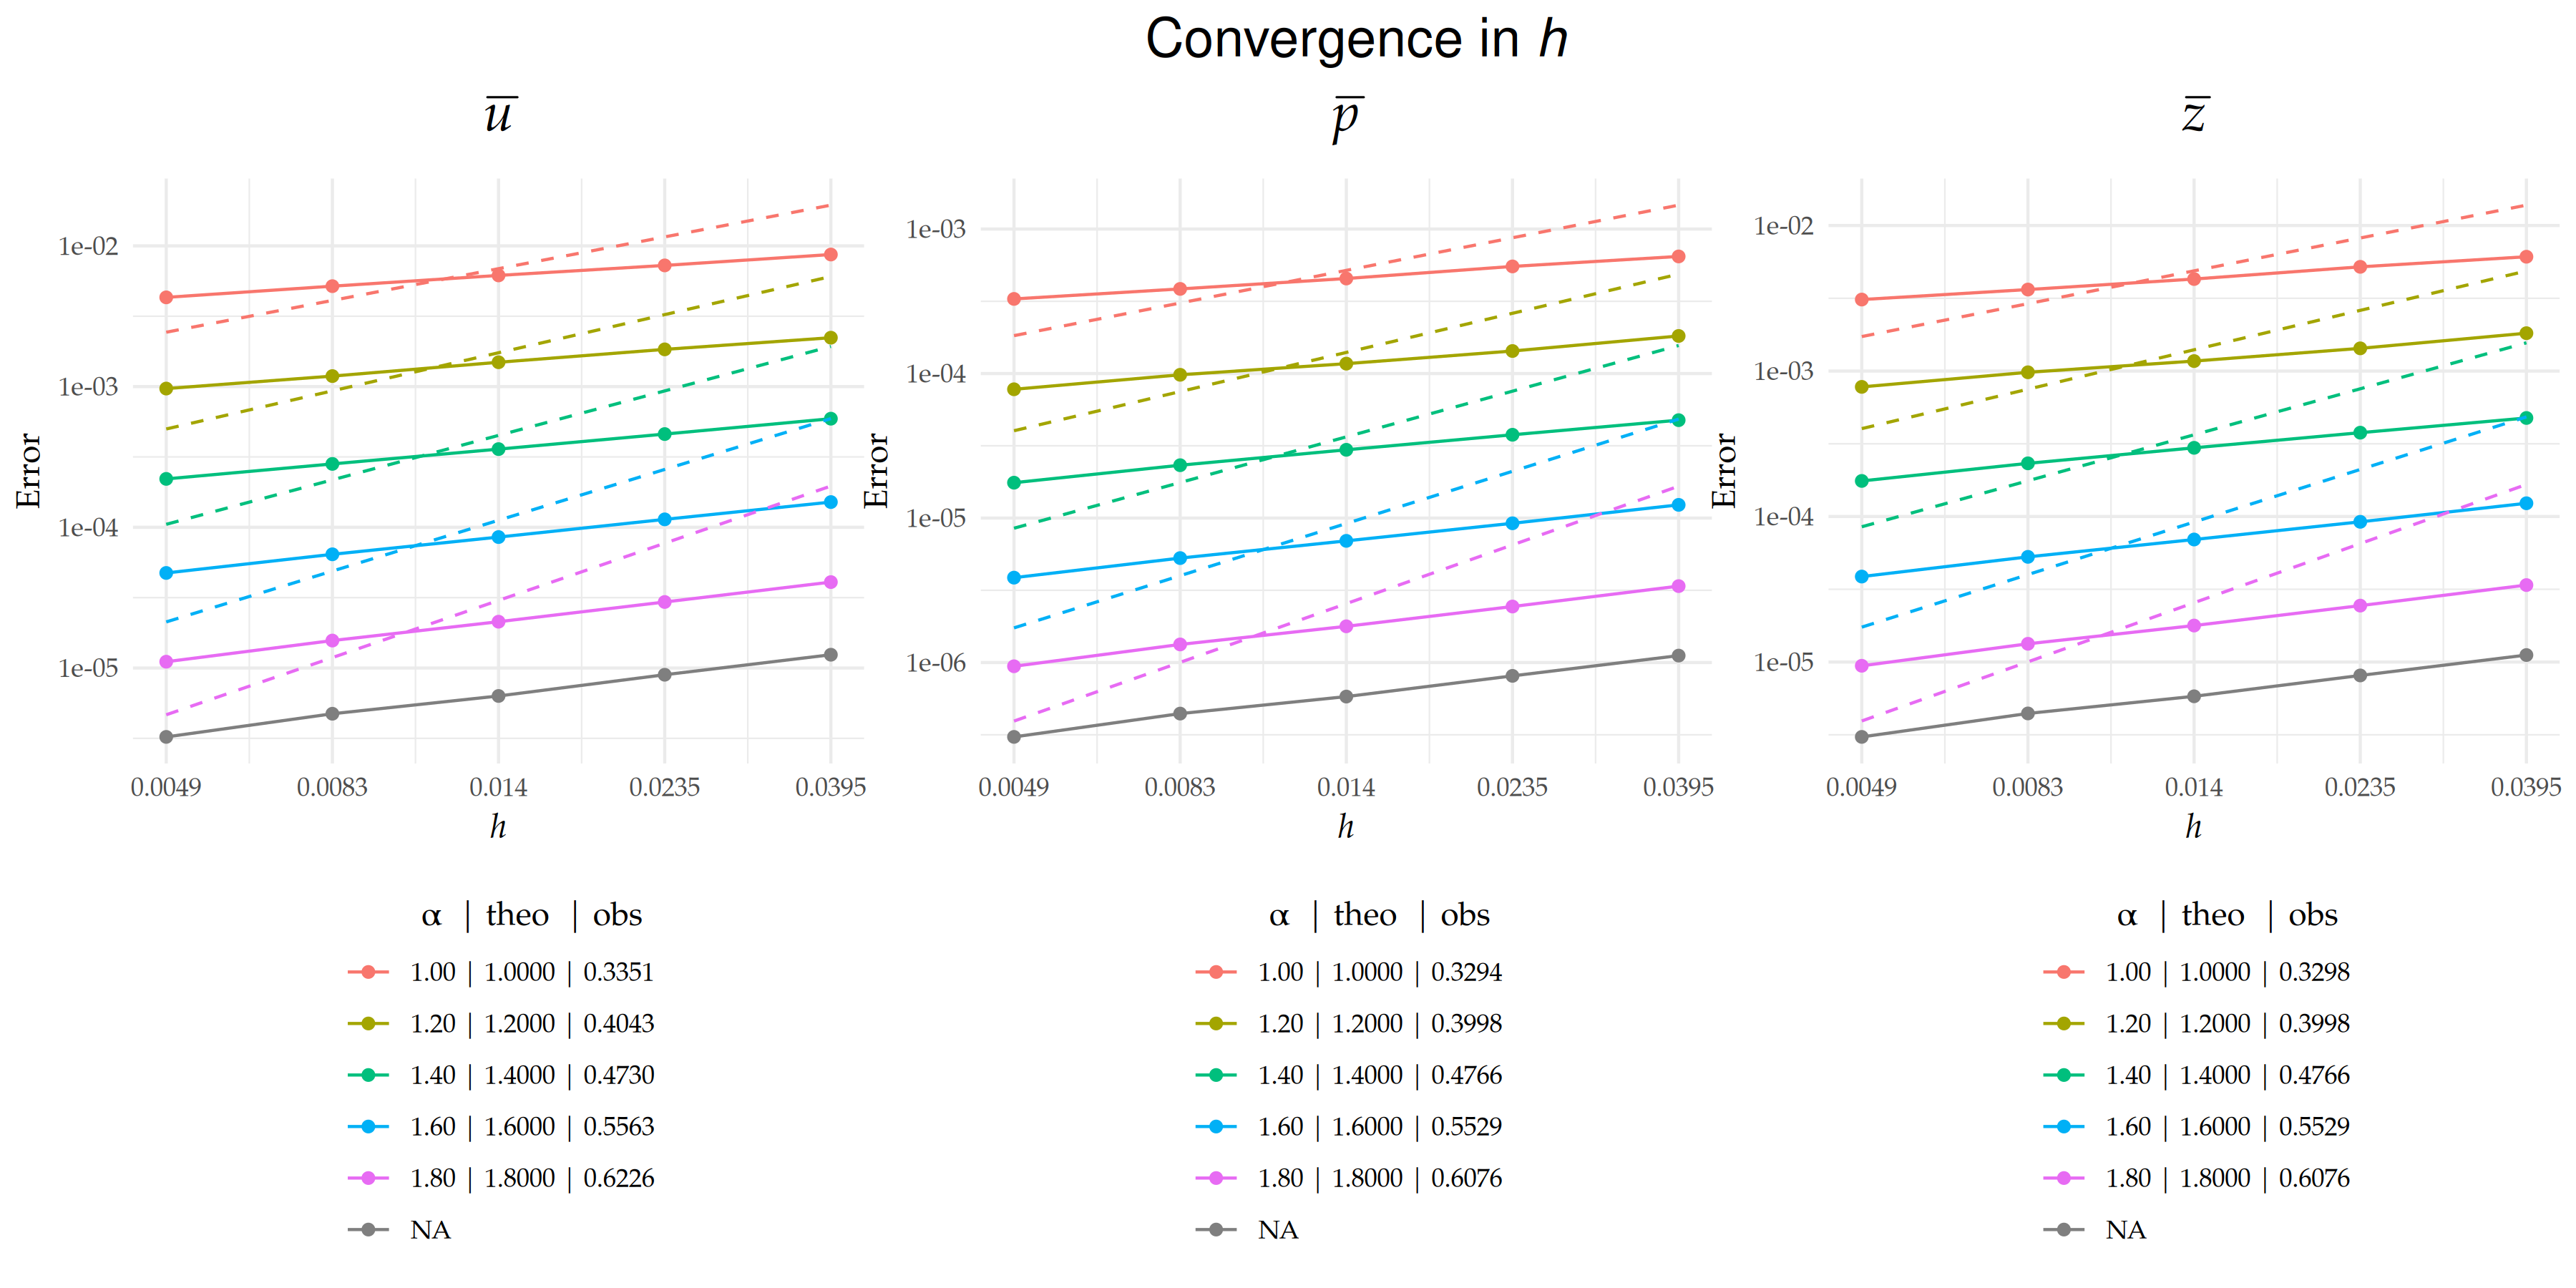 Convergence in h
u̅
p̅
z̅
Error
1e-02
1e-03
1e-04
1e-05
0.0049 0.0083 0.014 0.0235 0.0395
h
α | theo | obs
1.00 | 1.0000 | 0.3351
1.20 | 1.2000 | 0.4043
1.40 | 1.4000 | 0.4730
1.60 | 1.6000 | 0.5563
1.80 | 1.8000 | 0.6226
NA
Error
1e-03
1e-04
1e-05
1e-06
0.0049 0.0083 0.014 0.0235 0.0395
h
α | theo | obs
1.00 | 1.0000 | 0.3294
1.20 | 1.2000 | 0.3998
1.40 | 1.4000 | 0.4766
1.60 | 1.6000 | 0.5529
1.80 | 1.8000 | 0.6076
NA
Error
1e-02
1e-03
1e-04
1e-05
0.0049 0.0083 0.014 0.0235 0.0395
h
α | theo | obs
1.00 | 1.0000 | 0.3298
1.20 | 1.2000 | 0.3998
1.40 | 1.4000 | 0.4766
1.60 | 1.6000 | 0.5529
1.80 | 1.8000 | 0.6076
NA